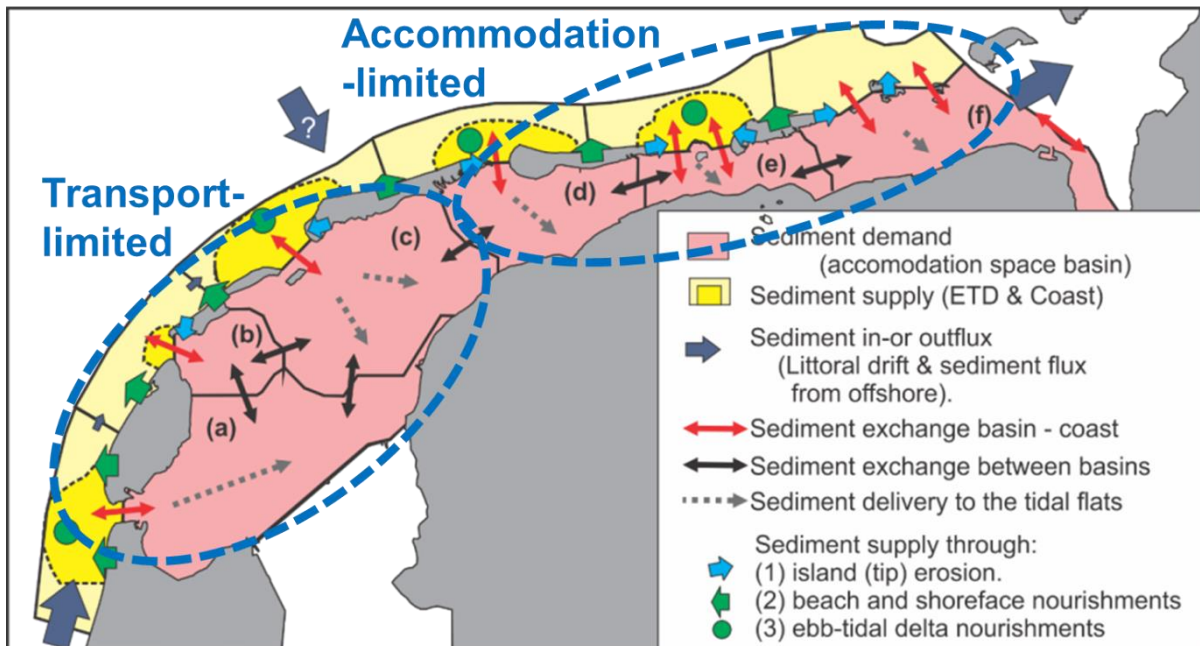 Accommodation
-limited
?
Transport-
limited
(f)
(e)
(d)
(c)
(b)
(a)
Sediment demand
(accomodation space basin)
Sediment supply (ETD & Coast)
Sediment in-or outflux
(Littoral drift & sediment flux
from offshore).
Sediment exchange basin - coast
Sediment exchange between basins
Sediment delivery to the tidal flats
Sediment supply through:
(1) island (tip) erosion.
(2) beach and shoreface nourishments
(3) ebb-tidal delta nourishments